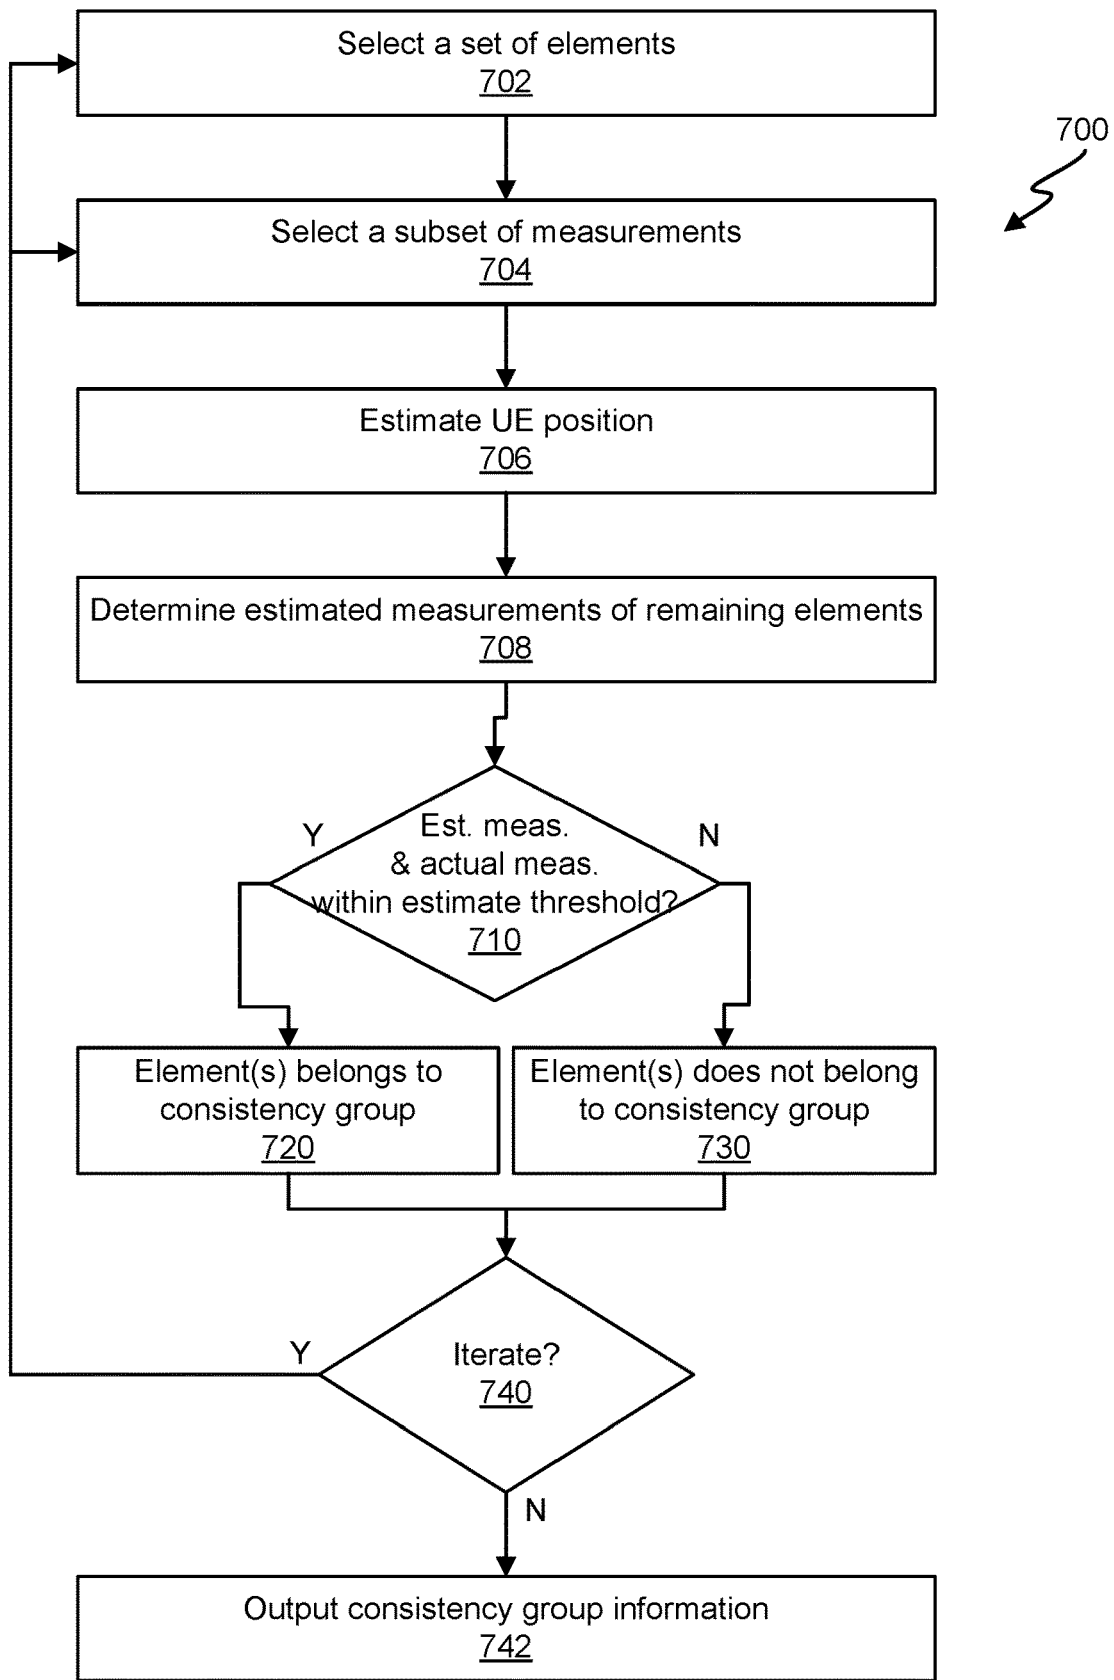 Select a set of elements
702
700
Select a subset of measurements
704
Estimate UE position
706
Determine estimated measurements of remaining elements
708
Y
N
Est. meas.
& actual meas.
within estimate threshold?
710
Element(s) belongs to
consistency group
720
Element(s) does not belong
to consistency group
730
Y
Iterate?
740
N
Output consistency group information
742